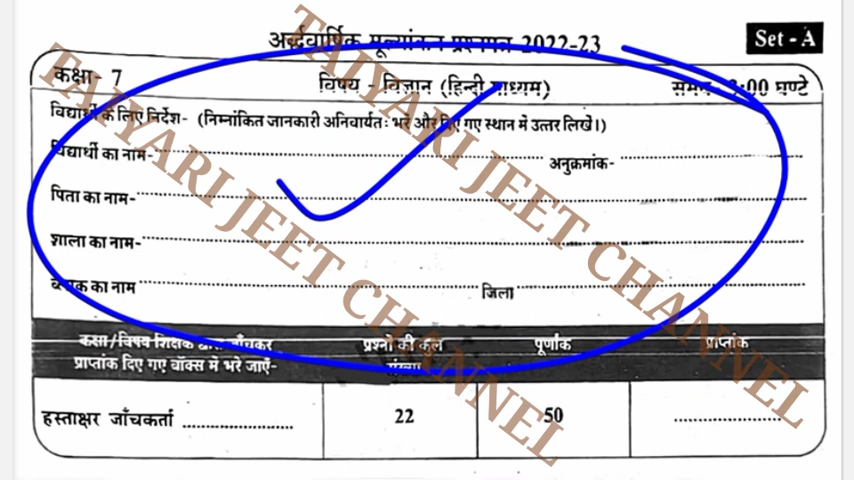 अर्द्धवार्षिक मूल्यांकन प्रश्नपत्र 2022-23
Set - A
कक्षा- 7
विषय - विज्ञान (हिन्दी माध्यम)
समय- 3:00 घण्टे
विद्यार्थी के लिए निर्देश- (निम्नांकित जानकारी अनिवार्यतः भरें और दिए गए स्थान में उत्तर लिखें।)
विद्यार्थी का नाम- अनुक्रमांक-
पिता का नाम-
शाला का नाम-
का नाम जिला
कक्षा/विषय शिक्षक द्वारा जाँचकर
प्राप्तांक दिए गए बॉक्स में भरे जाएँ-
प्रश्नों की कुल
संख्या
पूर्णांक
प्राप्तांक
हस्ताक्षर जाँचकर्ता
22
50
TAIYARI JEET CHANNEL
TAIYARI JEET CHANNEL